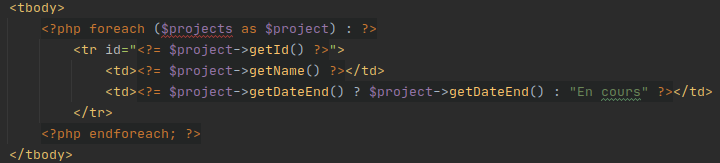 <tbody>
<?php foreach ($projects as $project) : ?>
<tr id="<?= $project->getId() ?>">
<td><?= $project->getName() ?></td>
<td><?= $project->getDateEnd() ? $project->getDateEnd() : "En cours" ?></td>
</tr>
<?php endforeach; ?>
</tbody>